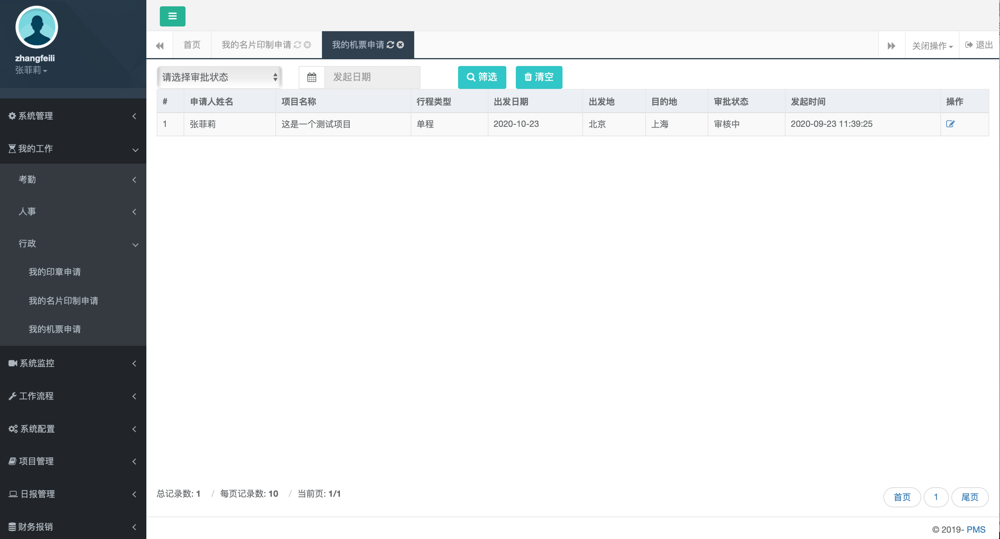 zhangfeili
张菲莉
系统管理
我的工作
考勤
人事
行政
我的印章申请
我的名片印制申请
我的机票申请
系统监控
工作流程
系统配置
项目管理
日报管理
财务报销
首页 我的名片印制申请 我的机票申请 关闭操作 退出
请选择审批状态 发起日期 筛选 清空
# 申请人姓名 项目名称 行程类型 出发日期 出发地 目的地 审批状态 发起时间 操作
1 张菲莉 这是一个测试项目 单程 2020-10-23 北京 上海 审核中 2020-09-23 11:39:25
总记录数: 1 / 每页记录数: 10 / 当前页: 1/1
首页 1 尾页
© 2019- PMS